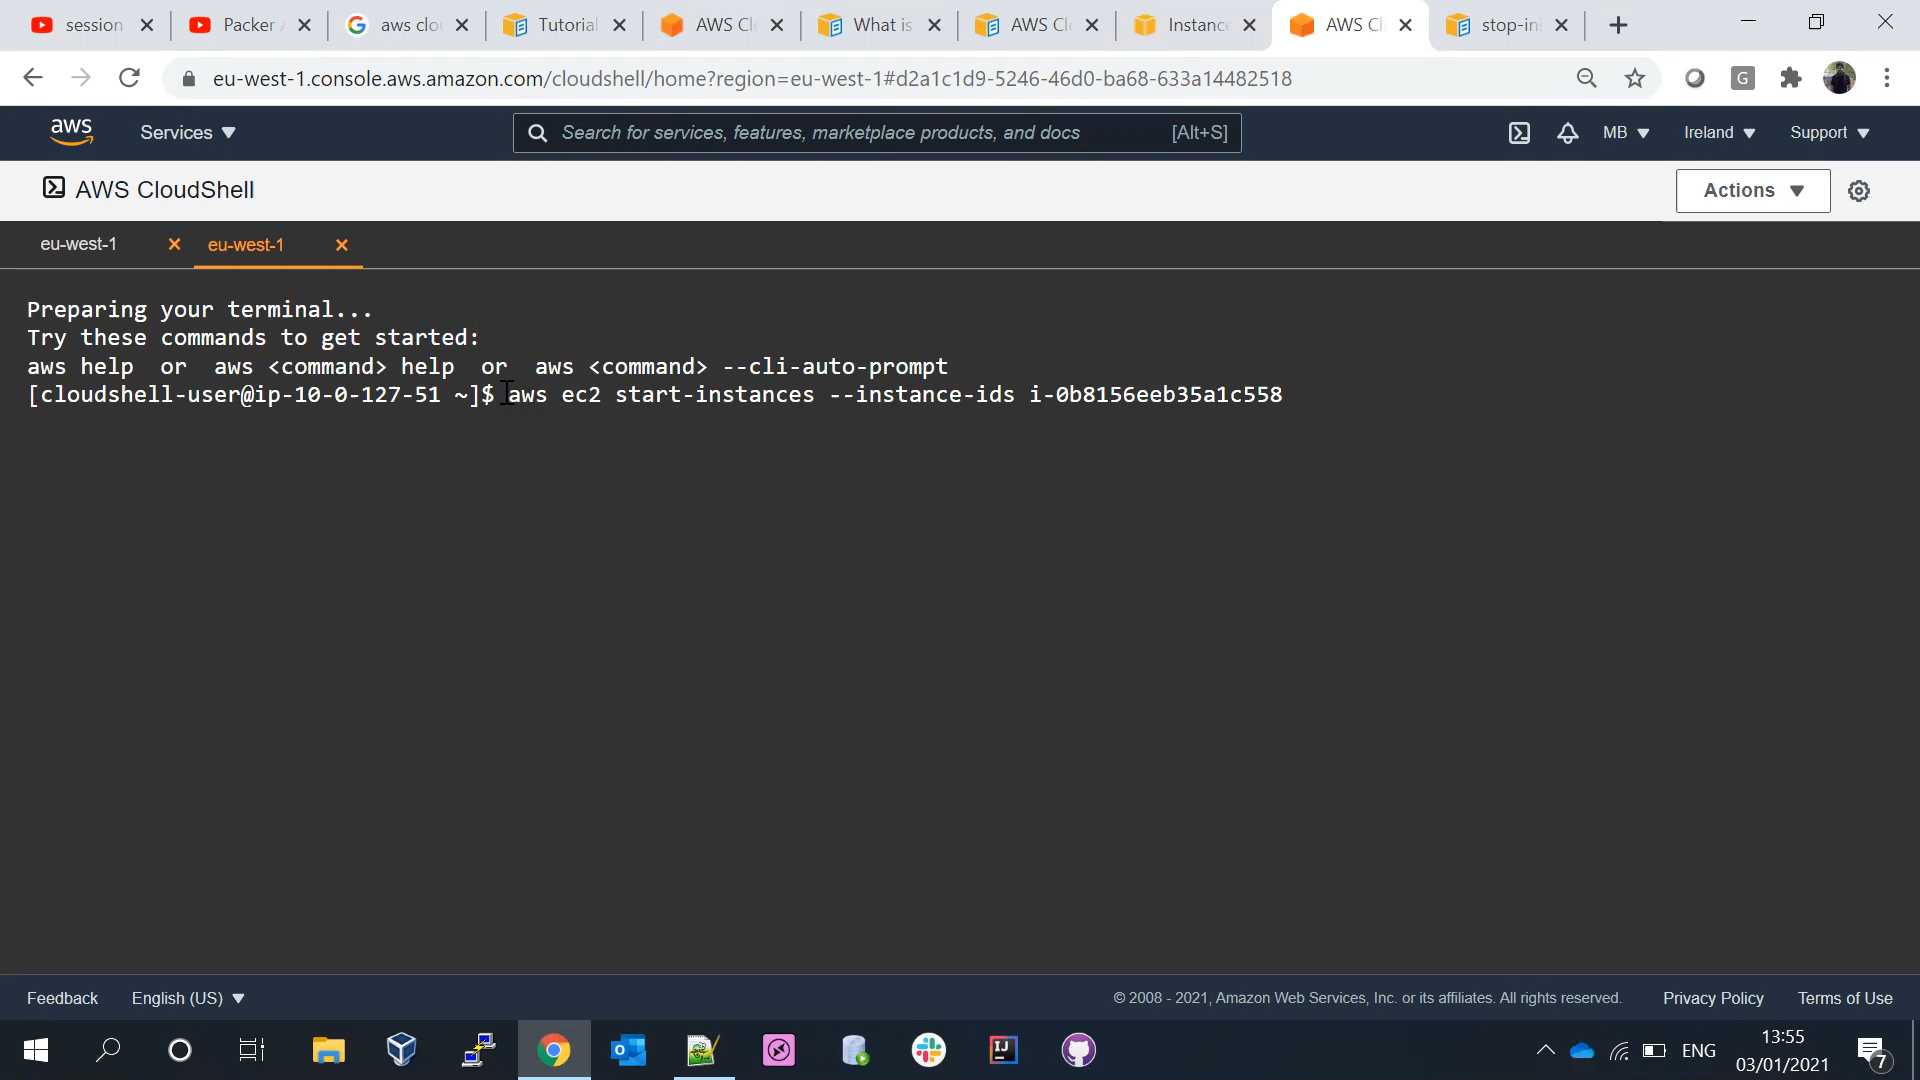 session
Packer A
aws clo
Tutorial
AWS Cl
What is
AWS Cl
Instance
AWS Cl
stop-in
eu-west-1.console.aws.amazon.com/cloudshell/home?region=eu-west-1#d2a1c1d9-5246-46d0-ba68-633a14482518
G
aws
Services
Search for services, features, marketplace products, and docs
[Alt+S]
MB
Ireland
Support
AWS CloudShell
Actions
eu-west-1
eu-west-1
Preparing your terminal...
Try these commands to get started:
aws help  or  aws <command> help  or  aws <command> --cli-auto-prompt
[cloudshell-user@ip-10-0-127-51 ~]$ aws ec2 start-instances --instance-ids i-0b8156eeb35a1c558
Feedback
English (US)
© 2008 - 2021, Amazon Web Services, Inc. or its affiliates. All rights reserved.
Privacy Policy
Terms of Use
IJ
ENG
13:55
03/01/2021
7